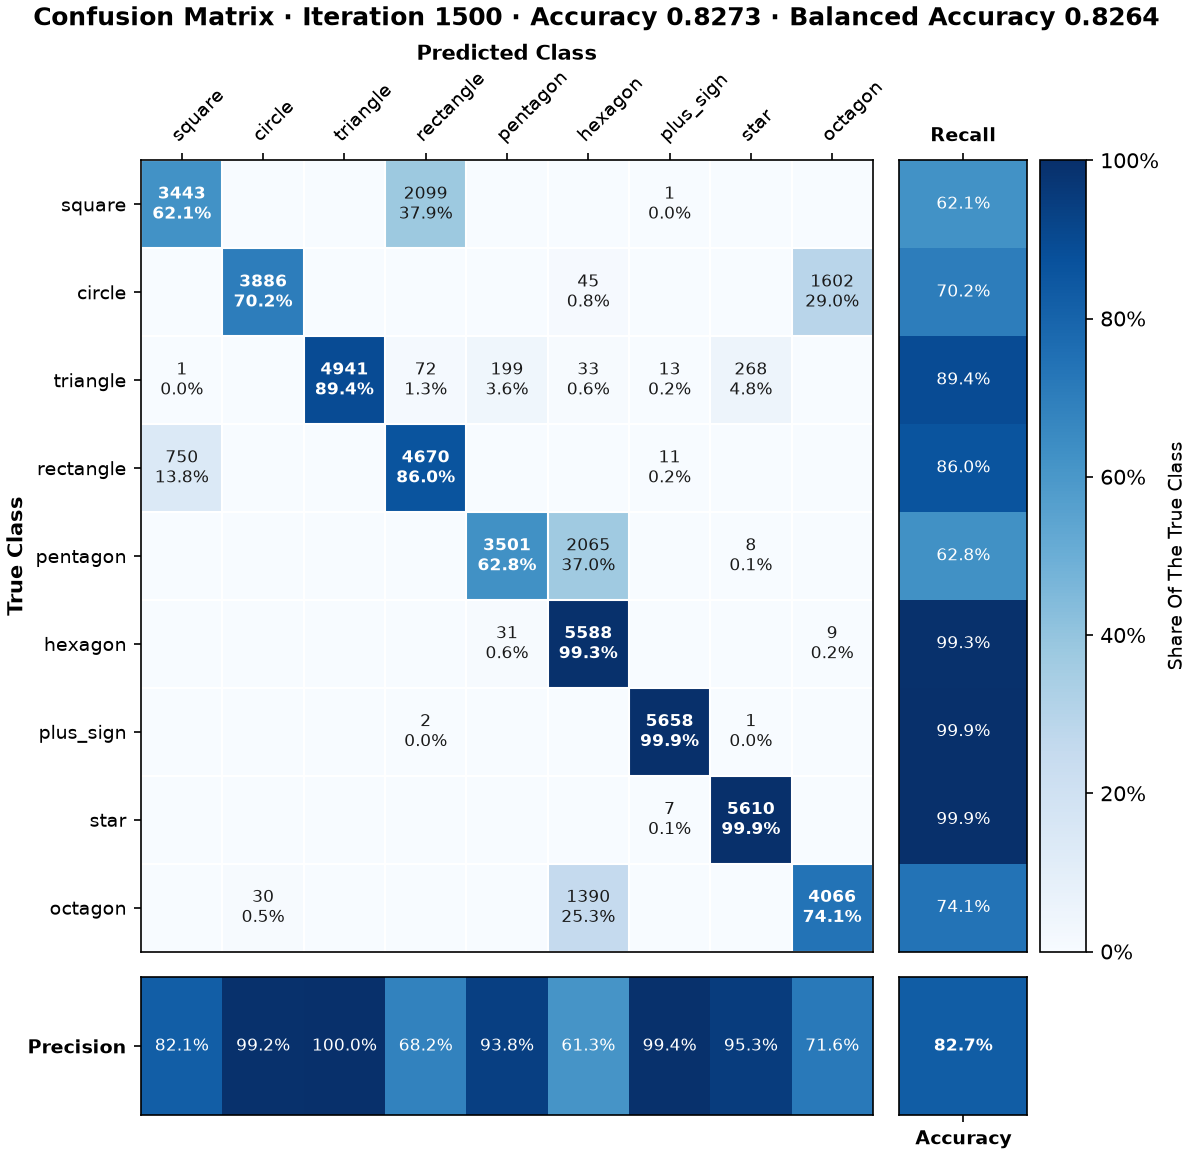 Confusion Matrix · Iteration 1500 · Accuracy 0.8273 · Balanced Accuracy 0.8264
Predicted Class
square circle triangle rectangle pentagon hexagon plus_sign star octagon
Recall
square 3443 2099 1 62.1% 100%
62.1% 37.9% 0.0%
circle 3886 45 1602 70.2%
70.2% 0.8% 29.0%
80%
triangle 1 4941 72 199 33 13 268 89.4%
0.0% 89.4% 1.3% 3.6% 0.6% 0.2% 4.8%
rectangle 750 4670 11 86.0%
13.8% 86.0% 0.2%
60%
pentagon 3501 2065 8 62.8%
62.8% 37.0% 0.1%
hexagon 31 5588 9 99.3%
0.6% 99.3% 0.2%
40%
plus_sign 2 5658 1 99.9%
0.0% 99.9% 0.0%
20%
star 7 5610 99.9%
0.1% 99.9%
octagon 30 1390 4066 74.1%
0.5% 25.3% 74.1%
0%
True Class
Share Of The True Class
Precision 82.1% 99.2% 100.0% 68.2% 93.8% 61.3% 99.4% 95.3% 71.6% 82.7%
Accuracy